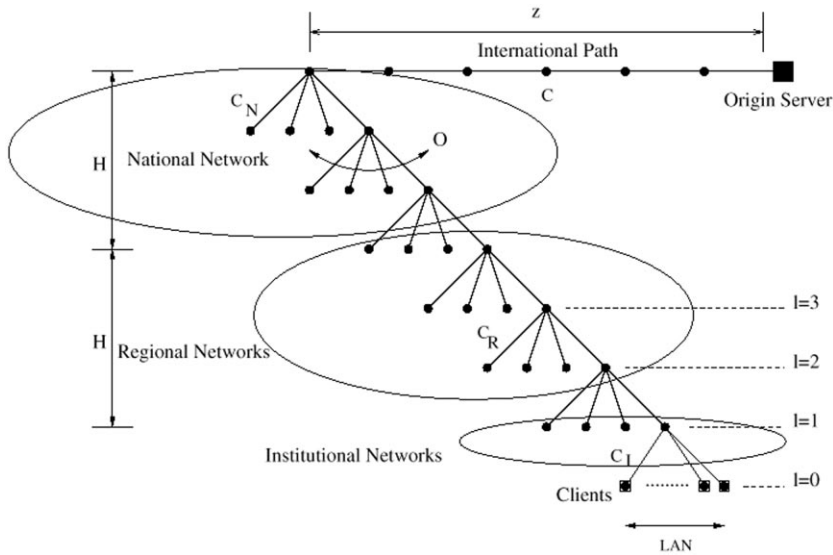 z
International Path
C
Origin Server
C_N
O
H
National Network
l=3
C_R
H
Regional Networks
l=2
l=1
Institutional Networks
C_I
l=0
Clients
LAN